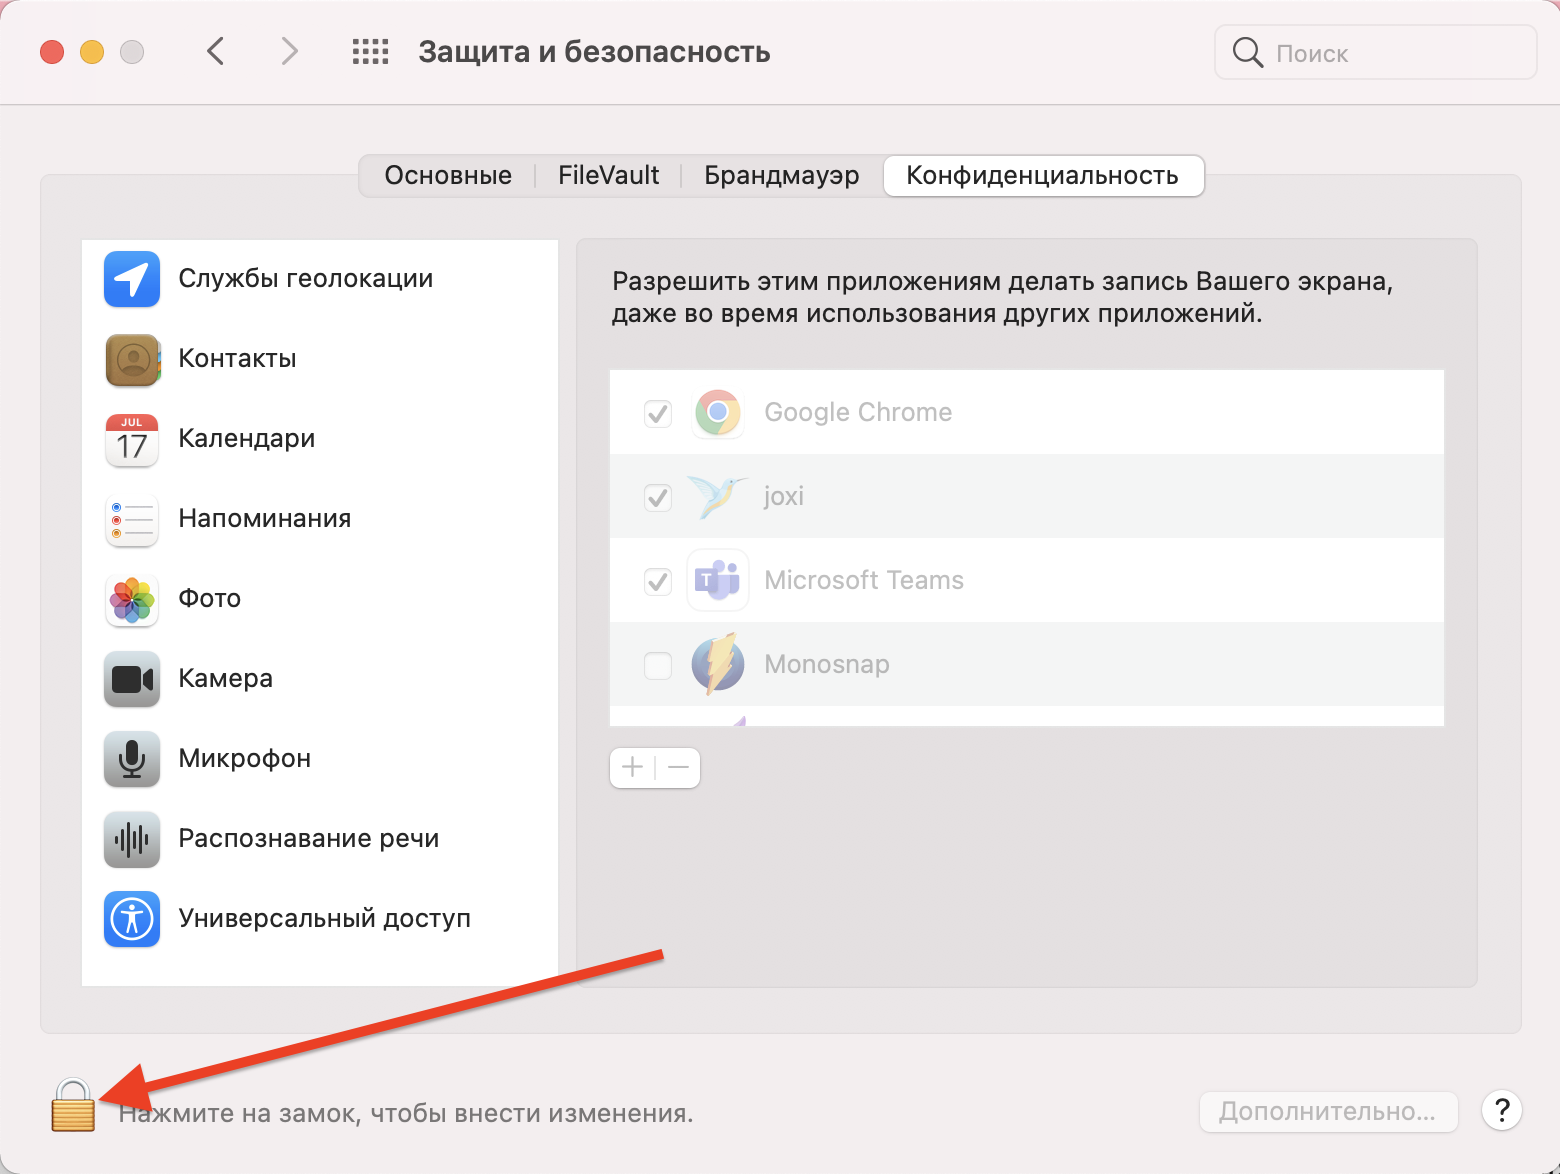 Защита и безопасность
Поиск
Основные
FileVault
Брандмауэр
Конфиденциальность
Службы геолокации
Контакты
JUL
17
Календари
Напоминания
Фото
Камера
Микрофон
Распознавание речи
Универсальный доступ
Разрешить этим приложениям делать запись Вашего экрана,
даже во время использования других приложений.
Google Chrome
joxi
T
Microsoft Teams
Monosnap
Нажмите на замок, чтобы внести изменения.
Дополнительно...
?